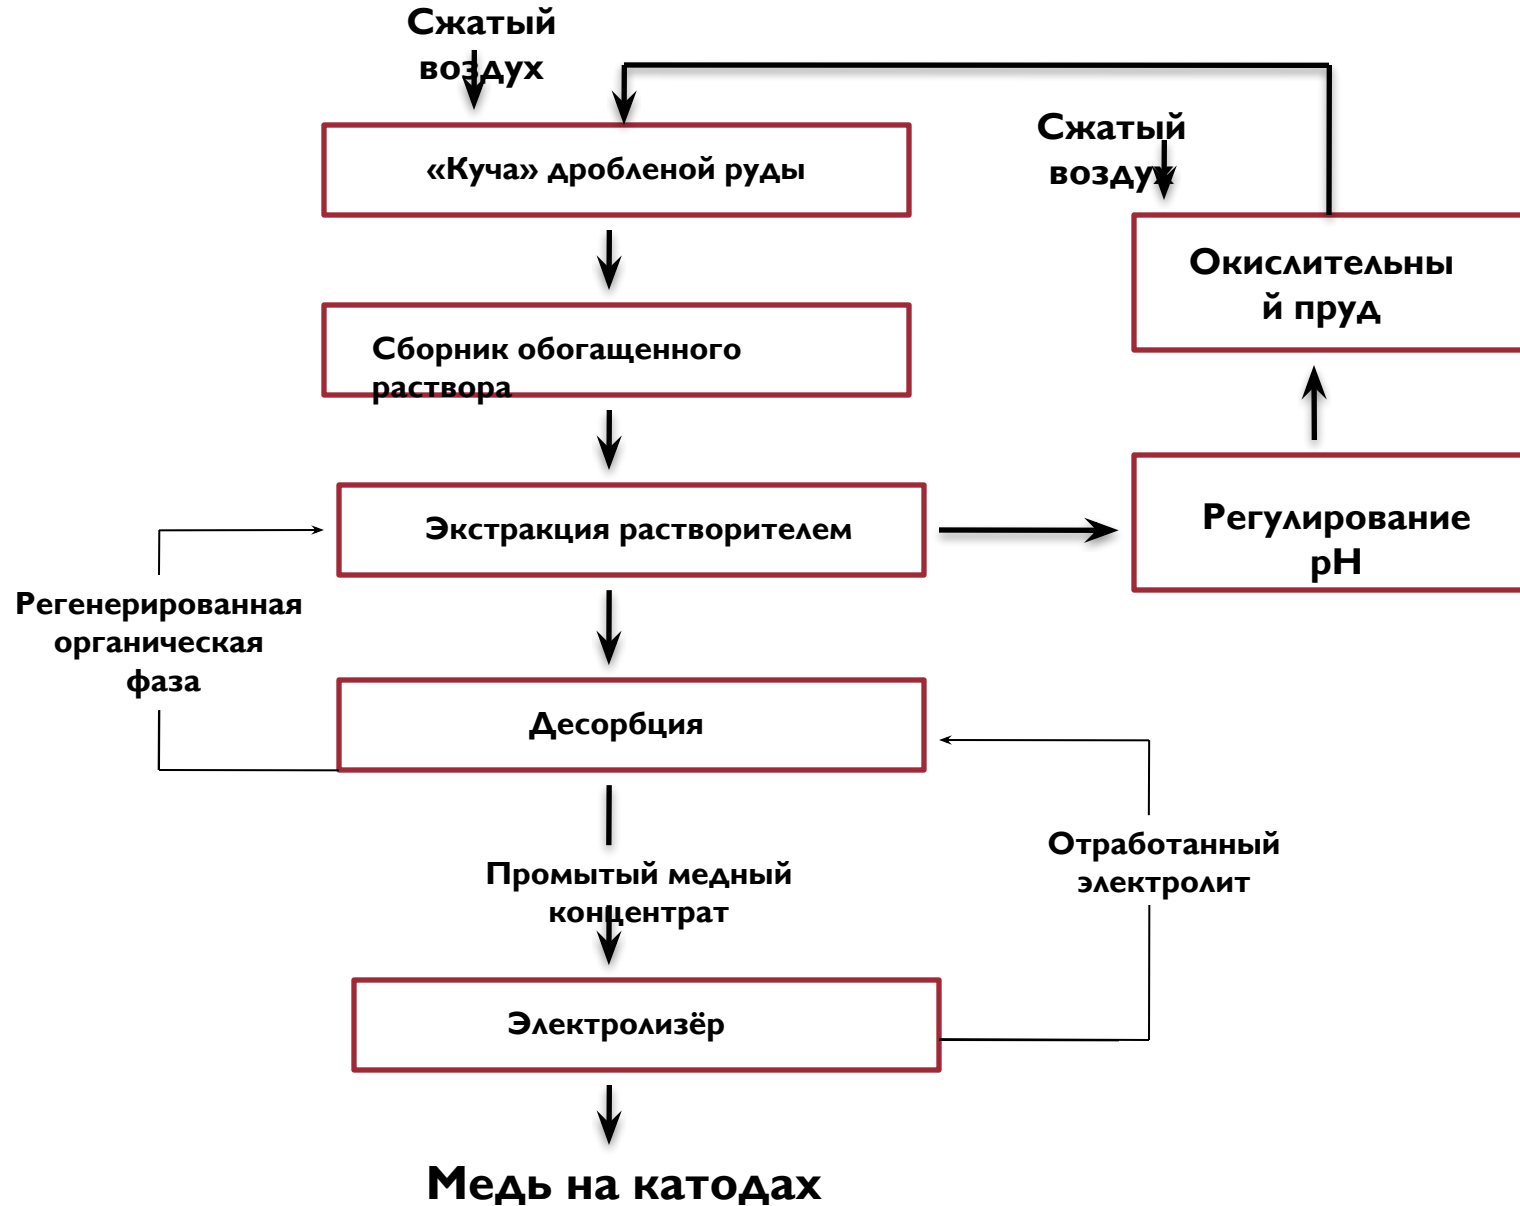 Сжатый
воздух
Сжатый
воздух
«Куча» дробленой руды
Окислительны
й пруд
Сборник обогащенного
раствора
Экстракция растворителем
Регулирование
pH
Регенерированная
органическая
фаза
Десорбция
Промытый медный
концентрат
Отработанный
электролит
Электролизёр
Медь на катодах